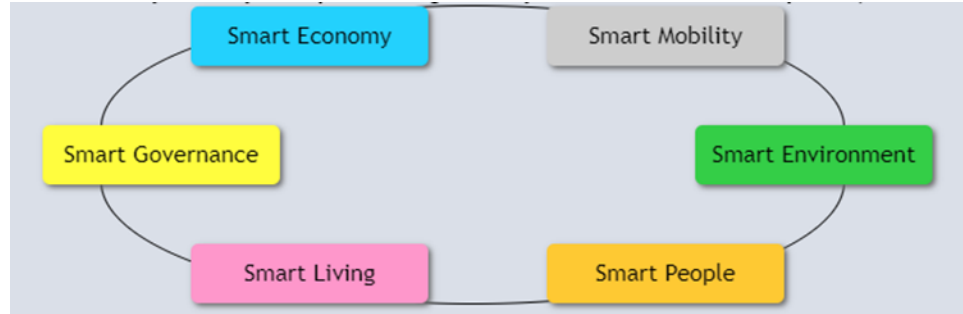 Smart Economy
Smart Mobility
Smart Governance
Smart Environment
Smart Living
Smart People